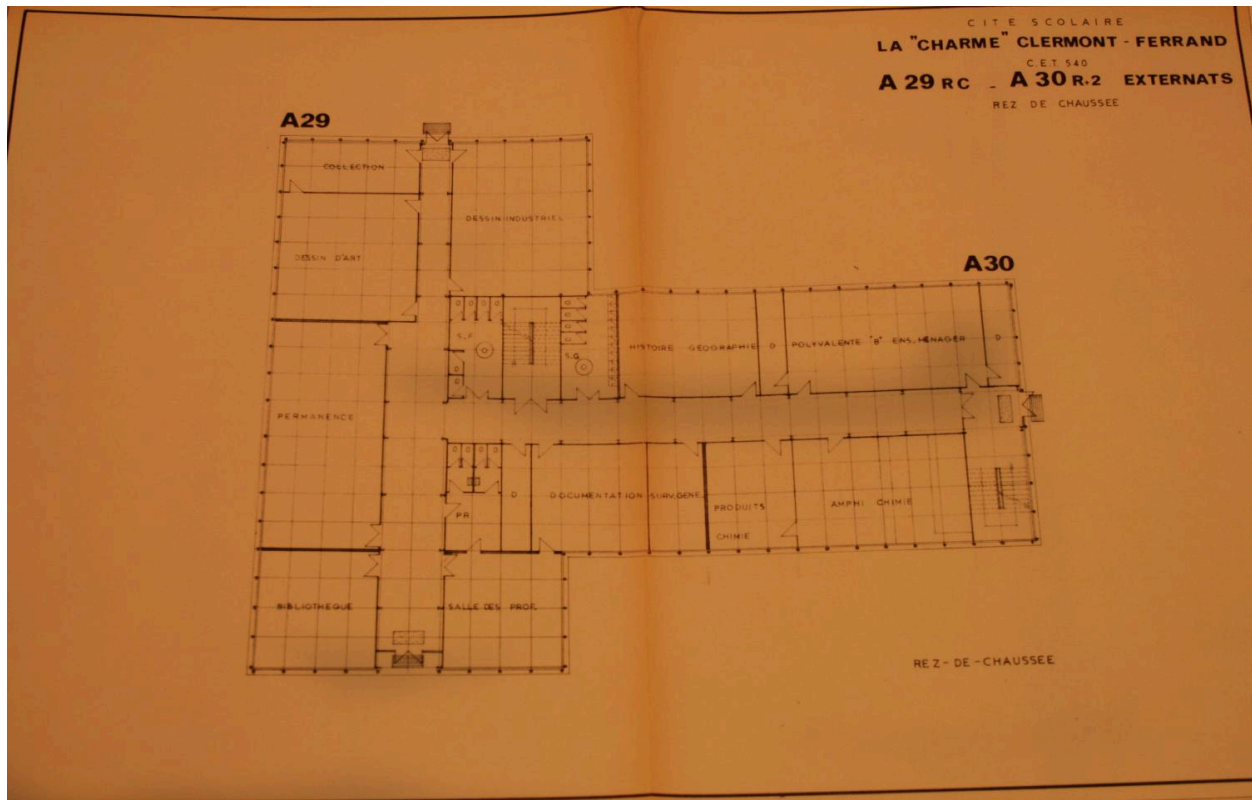 CITE SCOLAIRE
LA "CHARME" CLERMONT - FERRAND
C.E.T. 540
A 29 RC - A 30 R+2 EXTERNATS
REZ DE CHAUSSEE
A29
COLLECTION
DESSIN INDUSTRIEL
DESSIN D'ART
A30
S.F
S.G
HISTOIRE GEOGRAPHIE D POLYVALENTE "B" ENS. MENAGER D
PERMANENCE
D DOCUMENTATION SURV. GENE.
PR
PRODUITS
CHIMIE
AMPHI CHIMIE
BIBLIOTHEQUE
SALLE DES PROF.
REZ-DE-CHAUSSEE